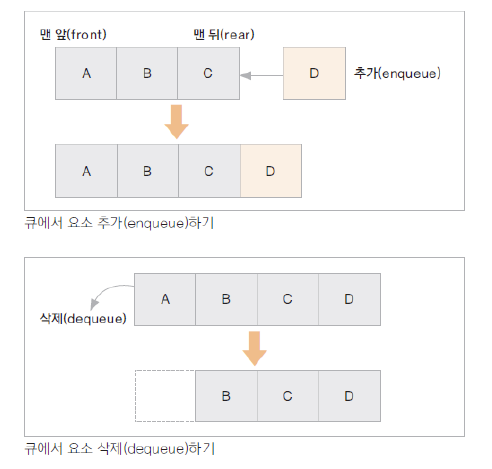 맨 앞(front) 맨 뒤(rear)
A B C D 추가(enqueue)
A B C D
큐에서 요소 추가(enqueue)하기
A B C D
삭제(dequeue)
B C D
큐에서 요소 삭제(dequeue)하기